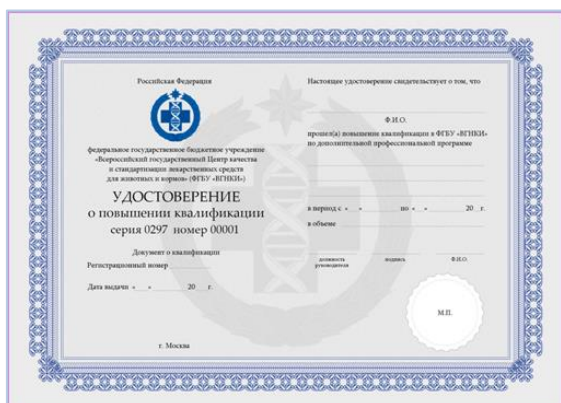 Российская Федерация
федеральное государственное бюджетное учреждение
«Всероссийский государственный Центр качества
и стандартизации лекарственных средств
для животных и кормов» (ФГБУ «ВГНКИ»)
УДОСТОВЕРЕНИЕ
о повышении квалификации
серия 0297 номер 00001
Документ о квалификации
Регистрационный номер
Дата выдачи « » 20 г.
г. Москва
Настоящее удостоверение свидетельствует о том, что
Ф.И.О.
прошел(а) повышение квалификации в ФГБУ «ВГНКИ»
по дополнительной профессиональной программе
в период с « » по « » 20 г.
в объеме
должность подпись Ф.И.О.
руководителя
М.П.